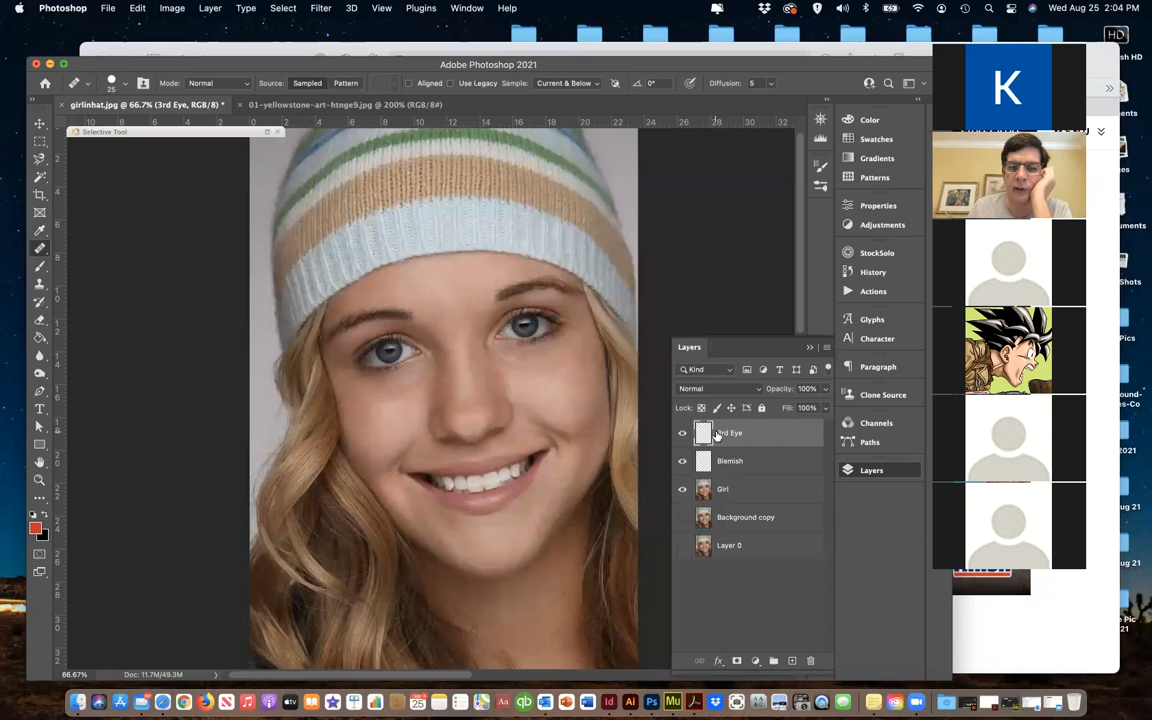 Photoshop File Edit Image Layer Type Select Filter 3D View Plugins Window Help Wed Aug 25 2:04 PM
HD
Adobe Photoshop 2021
25 Mode: Normal Source: Sampled Pattern Aligned Use Legacy Sample: Current & Below 0° Diffusion: 5
girlinhat.jpg @ 66.7% (3rd Eye, RGB/8) * 01-yellowstone-art-htnge9.jpg @ 200% (RGB/8#)
Selective Tool
Color
Swatches
Gradients
Patterns
Properties
Adjustments
StockSolo
History
Actions
Glyphs
Character
Paragraph
Clone Source
Channels
Paths
Layers
Layers
Kind
Normal Opacity: 100%
Lock: Fill: 100%
3rd Eye
Blemish
Girl
Background copy
Layer 0
66.67% Doc: 11.7M/49.3M
K